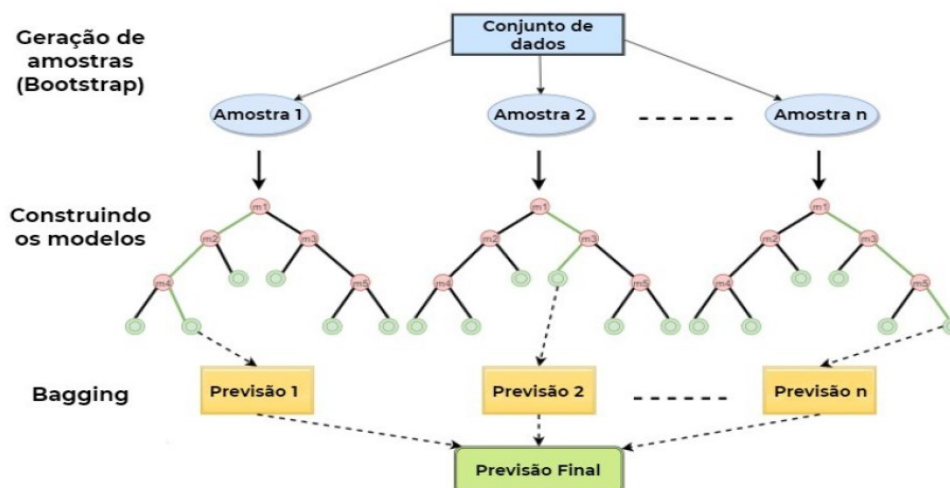 Conjunto de
dados
Geração de
amostras
(Bootstrap)
Amostra 1
Amostra 2
Amostra n
Construindo
os modelos
m1
m2
m3
m4
m5
m1
m2
m3
m4
m5
m1
m2
m3
m4
m5
Bagging
Previsão 1
Previsão 2
Previsão n
Previsão Final